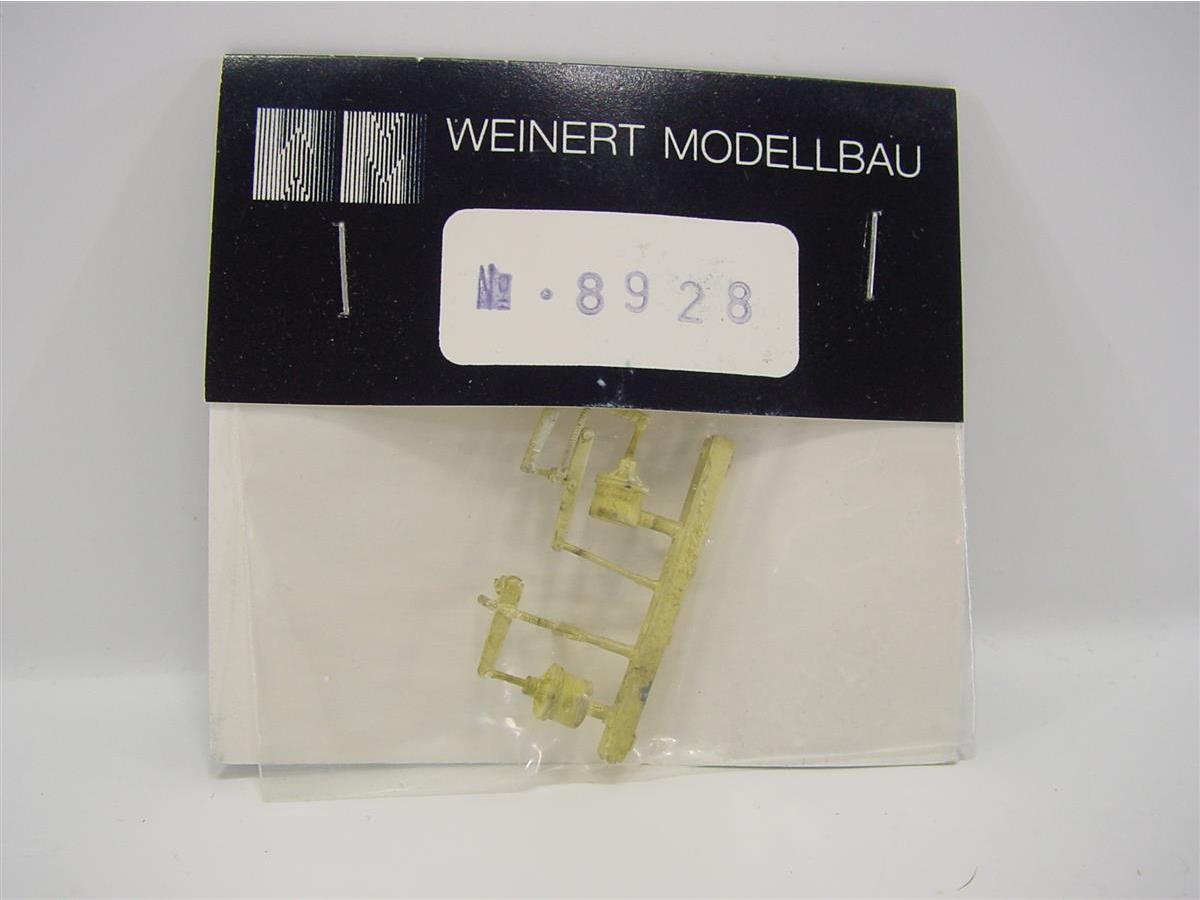 WEINERT MODELLBAU
№ . 8928